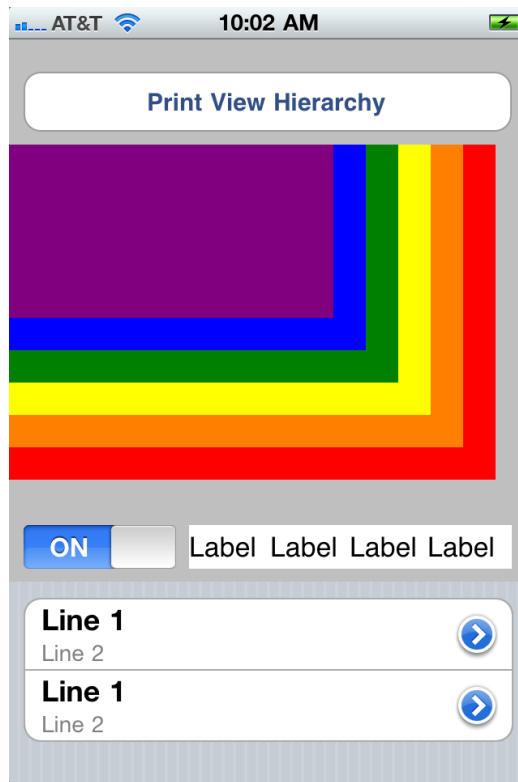 AT&T 10:02 AM
Print View Hierarchy
ON Label Label Label Label
Line 1
Line 2
Line 1
Line 2